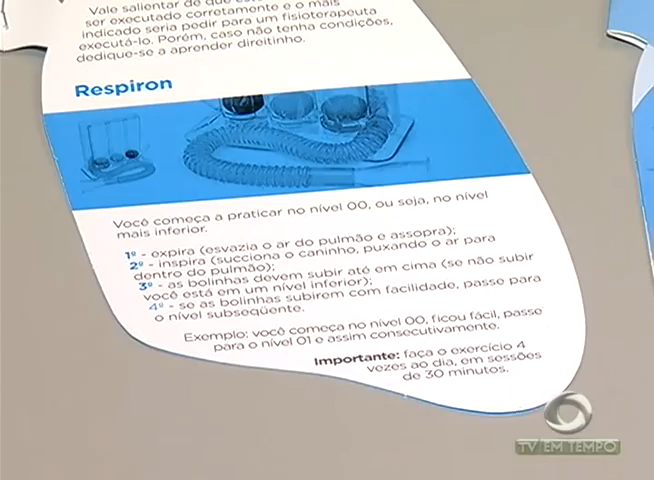 Vale salientar de que este
ser executado corretamente e o mais
indicado seria pedir para um fisioterapeuta
executá-lo. Porém, caso não tenha condições,
dedique-se a aprender direitinho.
Respiron
Você começa a praticar no nível 00, ou seja, no nível
mais inferior.
1º - expira (esvazia o ar do pulmão e assopra);
2º - inspira (succiona o caninho, puxando o ar para
dentro do pulmão);
3º - as bolinhas devem subir até em cima (se não subir
você está em um nível inferior);
4º - se as bolinhas subirem com facilidade, passe para
o nível subseqüente.
Exemplo: você começa no nível 00, ficou fácil, passe
para o nível 01 e assim consecutivamente.
Importante: faça o exercício 4
vezes ao dia, em sessões
de 30 minutos.
TV EM TEMPO